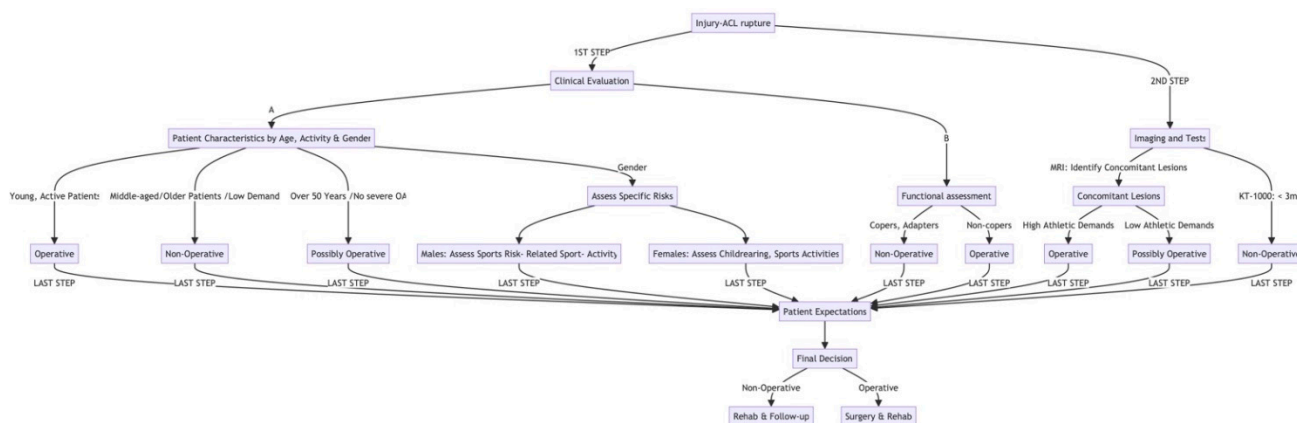 Injury-ACL rupture
1ST STEP
Clinical Evaluation
2ND STEP
A
B
Patient Characteristics by Age, Activity & Gender
Imaging and Tests
Gender
MRI: Identify Concomitant Lesions
Young, Active Patients
Middle-aged/Older Patients /Low Demand
Over 50 Years /No severe OA
Assess Specific Risks
Functional assessment
Concomitant Lesions
KT-1000: < 3m
Copers, Adapters
Non-copers
High Athletic Demands
Low Athletic Demands
Operative
Non-Operative
Possibly Operative
Males: Assess Sports Risk- Related Sport- Activity
Females: Assess Childrearing, Sports Activities
Non-Operative
Operative
Operative
Possibly Operative
Non-Operative
LAST STEP
LAST STEP
LAST STEP
LAST STEP
LAST STEP
LAST STEP
LAST STEP
LAST STEP
LAST STEP
LAST STEP
Patient Expectations
Final Decision
Non-Operative
Operative
Rehab & Follow-up
Surgery & Rehab